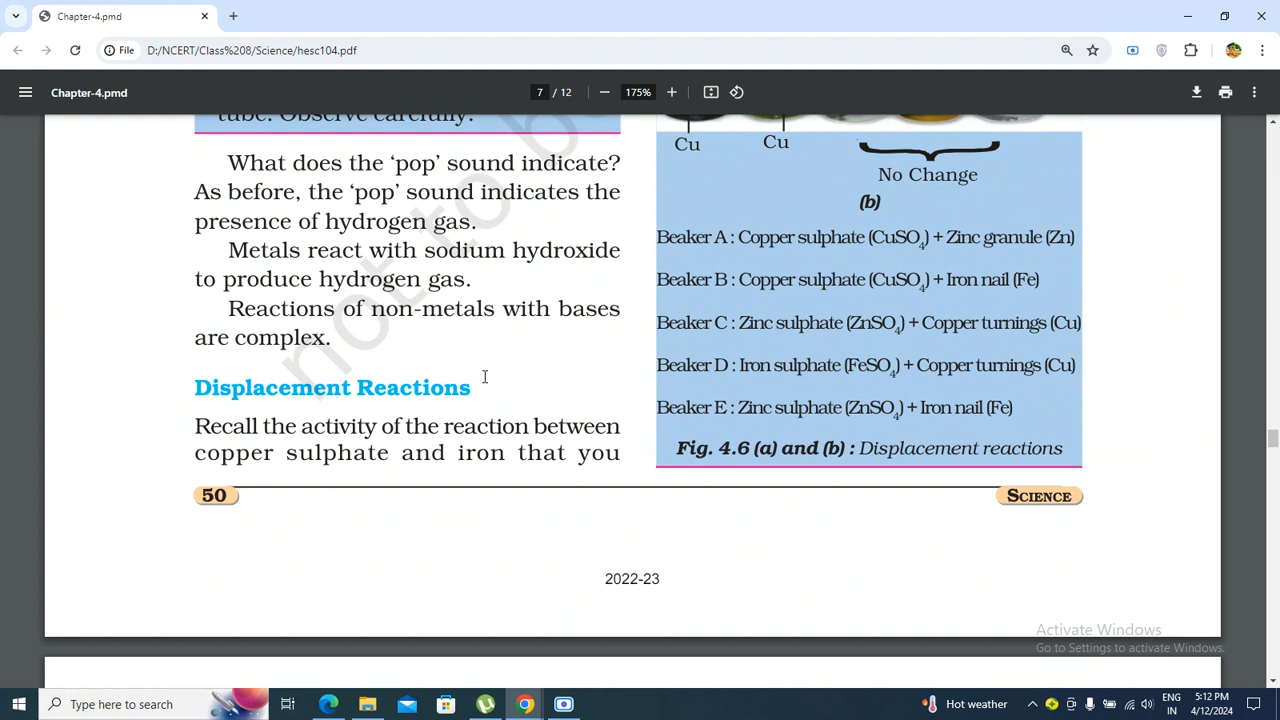 Chapter-4.pmd
File
D:/NCERT/Class%208/Science/hesc104.pdf
Chapter-4.pmd
7 / 12
175%
tube. Observe carefully.
What does the ‘pop’ sound indicate?
As before, the ‘pop’ sound indicates the
presence of hydrogen gas.
Metals react with sodium hydroxide
to produce hydrogen gas.
Reactions of non-metals with bases
are complex.
Displacement Reactions
Recall the activity of the reaction between
copper sulphate and iron that you
not to b
Cu
Cu
No Change
(b)
Beaker A : Copper sulphate (CuSO4) + Zinc granule (Zn)
Beaker B : Copper sulphate (CuSO4) + Iron nail (Fe)
Beaker C : Zinc sulphate (ZnSO4) + Copper turnings (Cu)
Beaker D : Iron sulphate (FeSO4) + Copper turnings (Cu)
Beaker E : Zinc sulphate (ZnSO4) + Iron nail (Fe)
Fig. 4.6 (a) and (b) : Displacement reactions
50
SCIENCE
2022-23
Activate Windows
Go to Settings to activate Windows.
Type here to search
Hot weather
ENG
IN
5:12 PM
4/12/2024